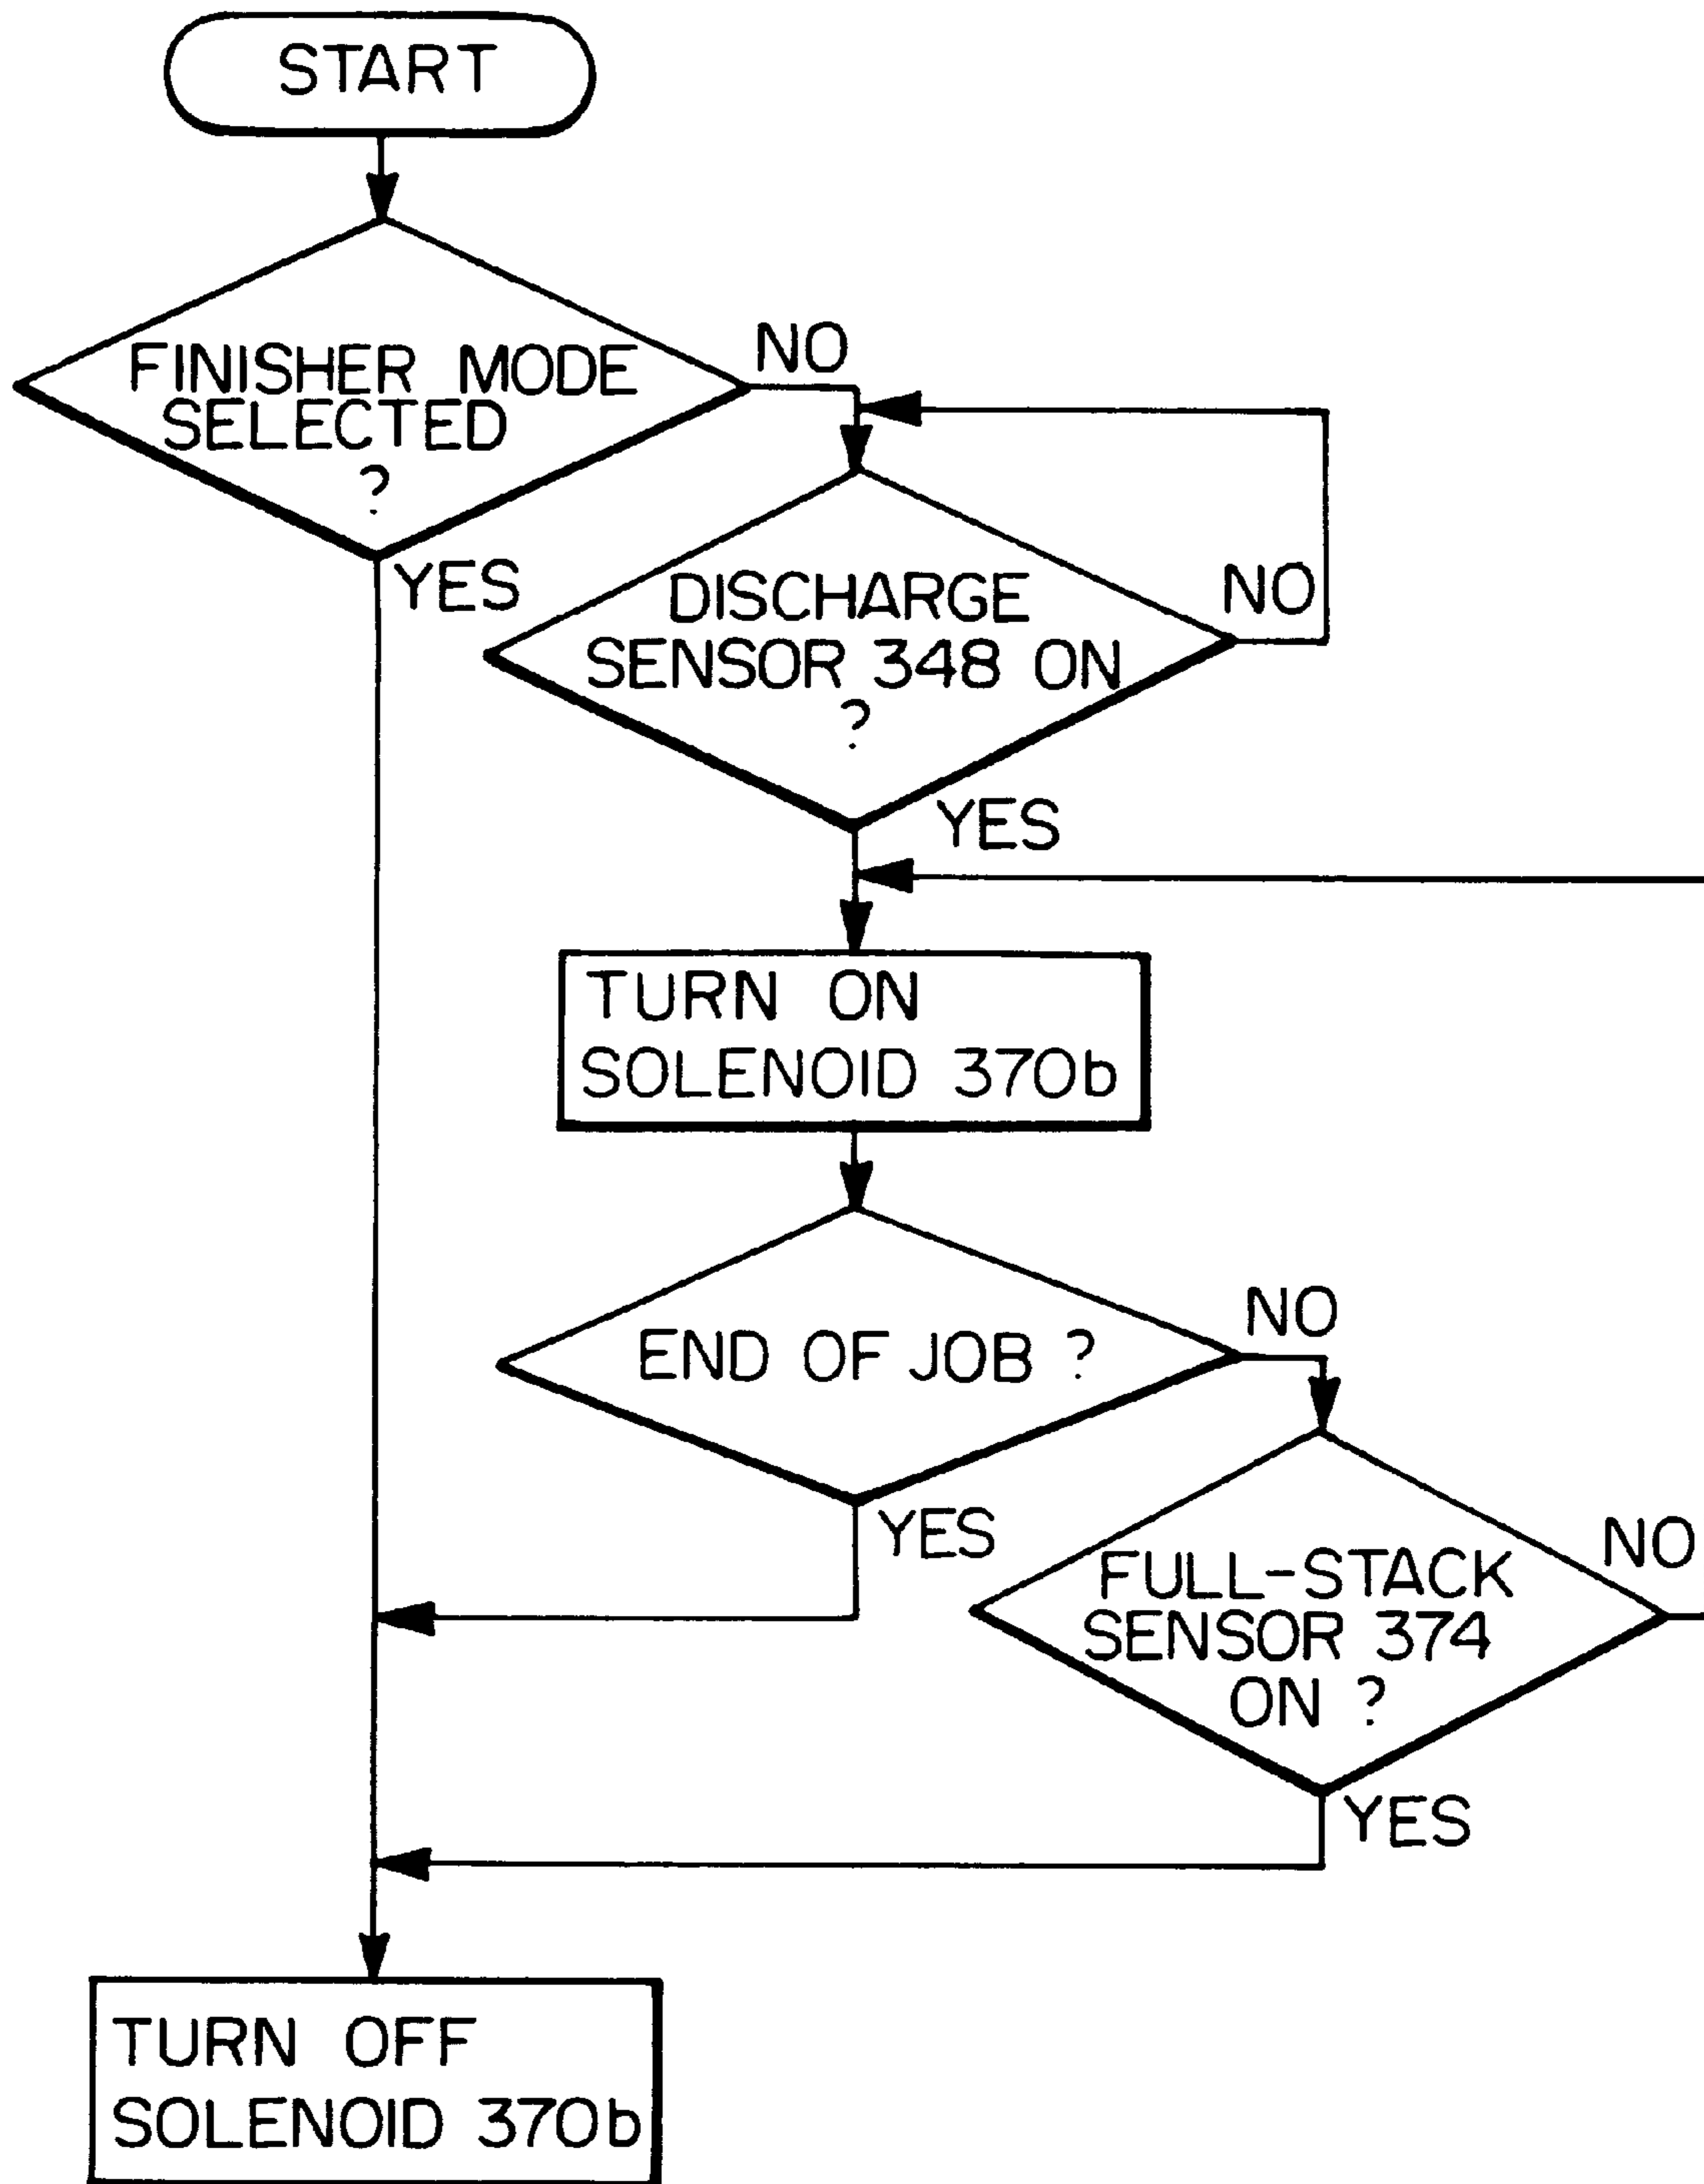 START
FINISHER MODE
SELECTED
?
NO
YES
DISCHARGE
SENSOR 348 ON
?
NO
YES
TURN ON
SOLENOID 370b
END OF JOB ?
NO
YES
FULL-STACK
SENSOR 374
ON ?
NO
YES
TURN OFF
SOLENOID 370b